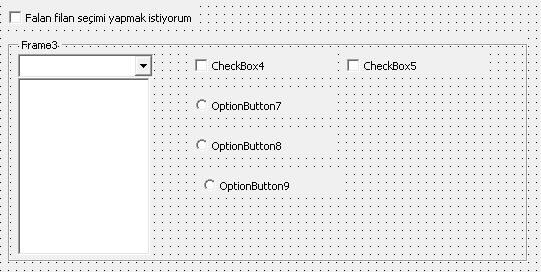 Falan filan seçimi yapmak istiyorum
Frame3
CheckBox4
CheckBox5
OptionButton7
OptionButton8
OptionButton9